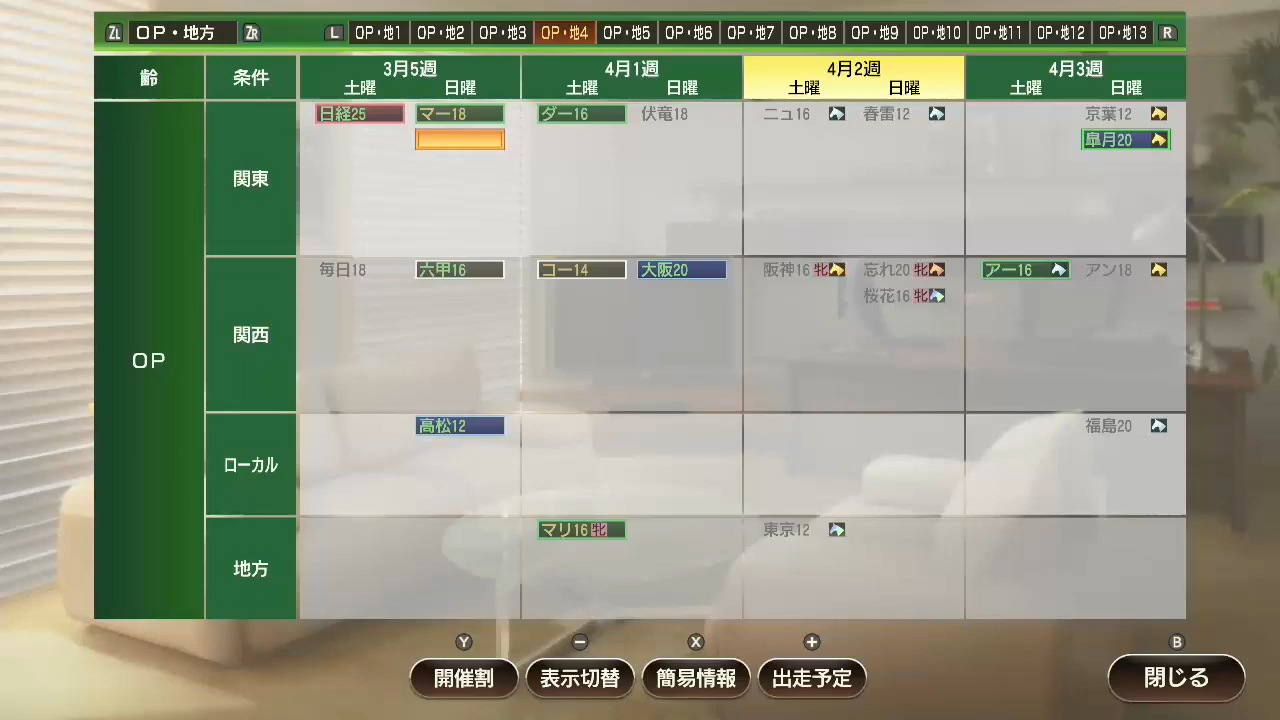 ZL OP・地方 ZR L OP・地1 OP・地2 OP・地3 OP・地4 OP・地5 OP・地6 OP・地7 OP・地8 OP・地9 OP・地10 OP・地11 OP・地12 OP・地13 R
齢 条件 3月5週 4月1週 4月2週 4月3週
土曜 日曜 土曜 日曜 土曜 日曜 土曜 日曜
OP
関東
日経25 マー18 ダー16 伏竜18 ニュ16 春雷12 京葉12
皐月20
関西
毎日18 六甲16 コー14 大阪20 阪神16牝 忘れ20牝 アー16 アン18
桜花16牝
ローカル
高松12 福島20
地方
マリ16牝 東京12
Y − X + B
開催割 表示切替 簡易情報 出走予定 閉じる